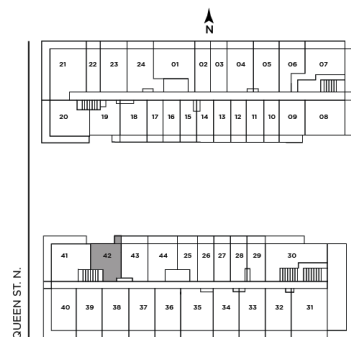 N
21 22 23 24 01 02 03 04 05 06 07
20 19 18 17 16 15 14 13 12 11 10 09 08
41 42 43 44 25 26 27 28 29 30
40 39 38 37 36 35 34 33 32 31
QUEEN ST. N.